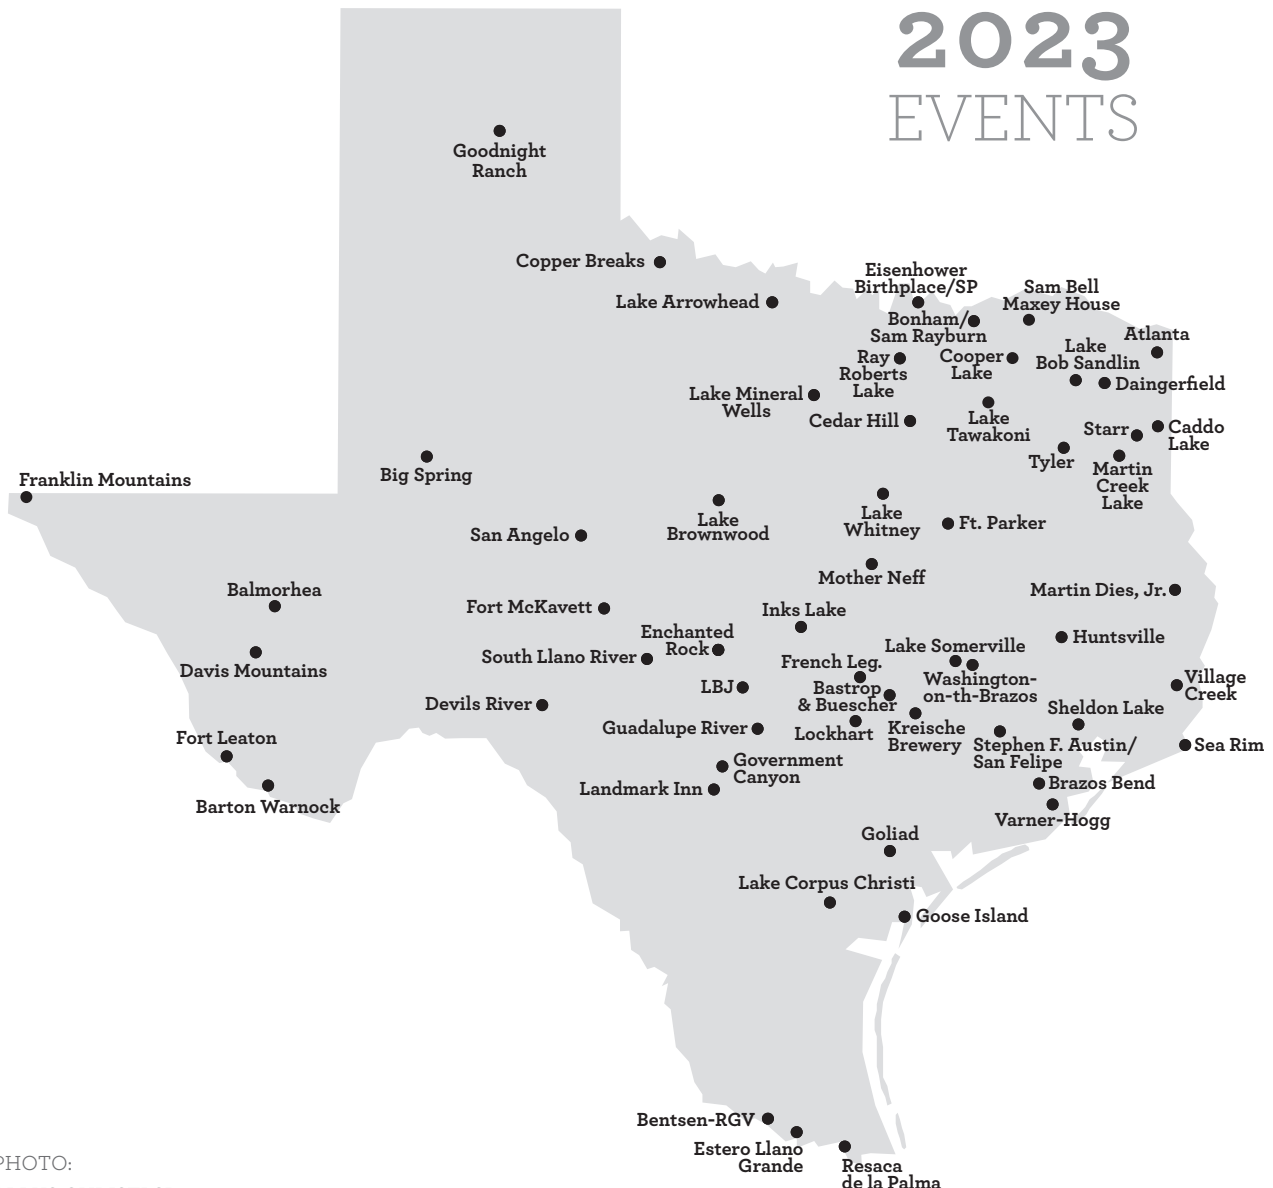 2023
EVENTS
Goodnight
Ranch
Copper Breaks
Lake Arrowhead
Eisenhower
Birthplace/SP
Sam Bell
Maxey House
Bonham/
Sam Rayburn
Atlanta
Lake
Bob Sandlin
Ray
Roberts
Lake
Cooper
Lake
Daingerfield
Lake Mineral
Wells
Cedar Hill
Lake
Tawakoni
Starr
Caddo
Lake
Tyler
Martin
Creek
Lake
Big Spring
Franklin Mountains
Lake
Brownwood
Lake
Whitney
Ft. Parker
San Angelo
Mother Neff
Balmorhea
Martin Dies, Jr.
Fort McKavett
Inks Lake
Enchanted
Rock
Huntsville
Lake Somerville
South Llano River
Davis Mountains
French Leg.
Washington-
on-th-Brazos
Village
Creek
LBJ
Bastrop
& Buescher
Devils River
Sheldon Lake
Guadalupe River
Lockhart
Kreische
Brewery
Stephen F. Austin/
San Felipe
Sea Rim
Fort Leaton
Government
Canyon
Landmark Inn
Brazos Bend
Barton Warnock
Varner-Hogg
Goliad
Lake Corpus Christi
Goose Island
Bentsen-RGV
Estero Llano
Grande
Resaca
de la Palma
PHOTO: